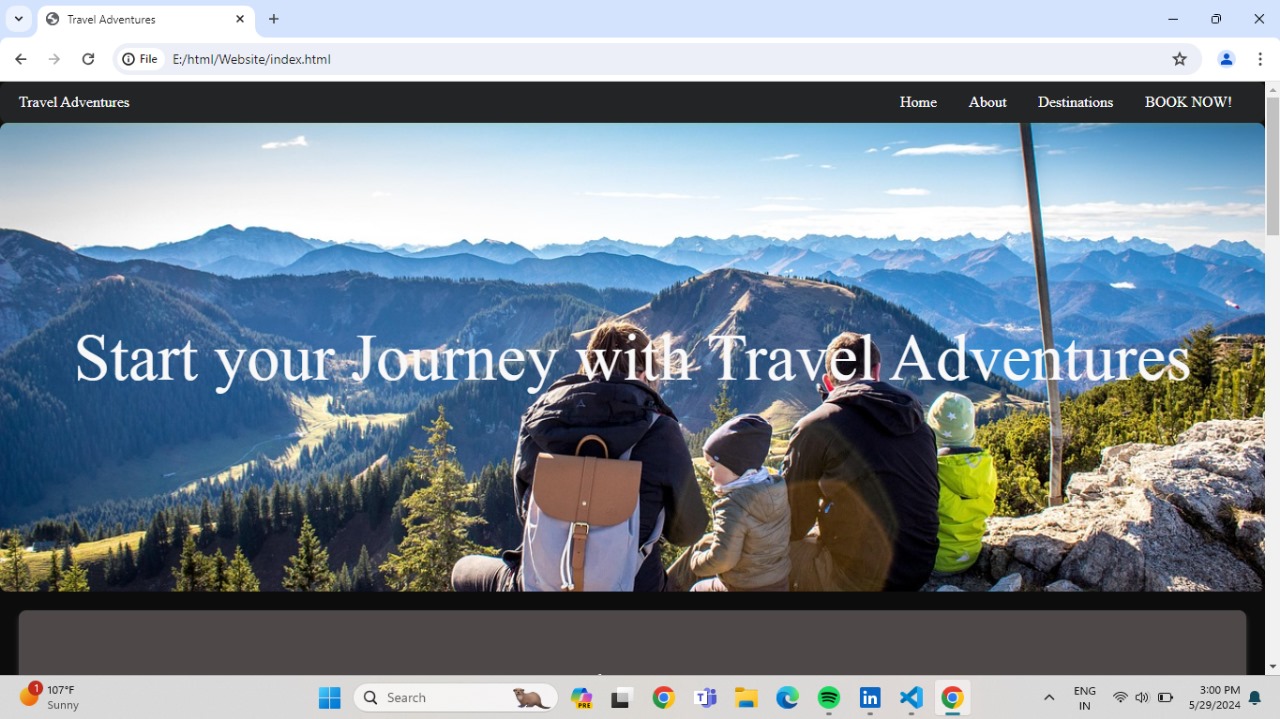 Travel Adventures
File
E:/html/Website/index.html
Travel Adventures
Home
About
Destinations
BOOK NOW!
Start your Journey with Travel Adventures
1
107°F
Sunny
Search
PRE
ENG
IN
3:00 PM
5/29/2024